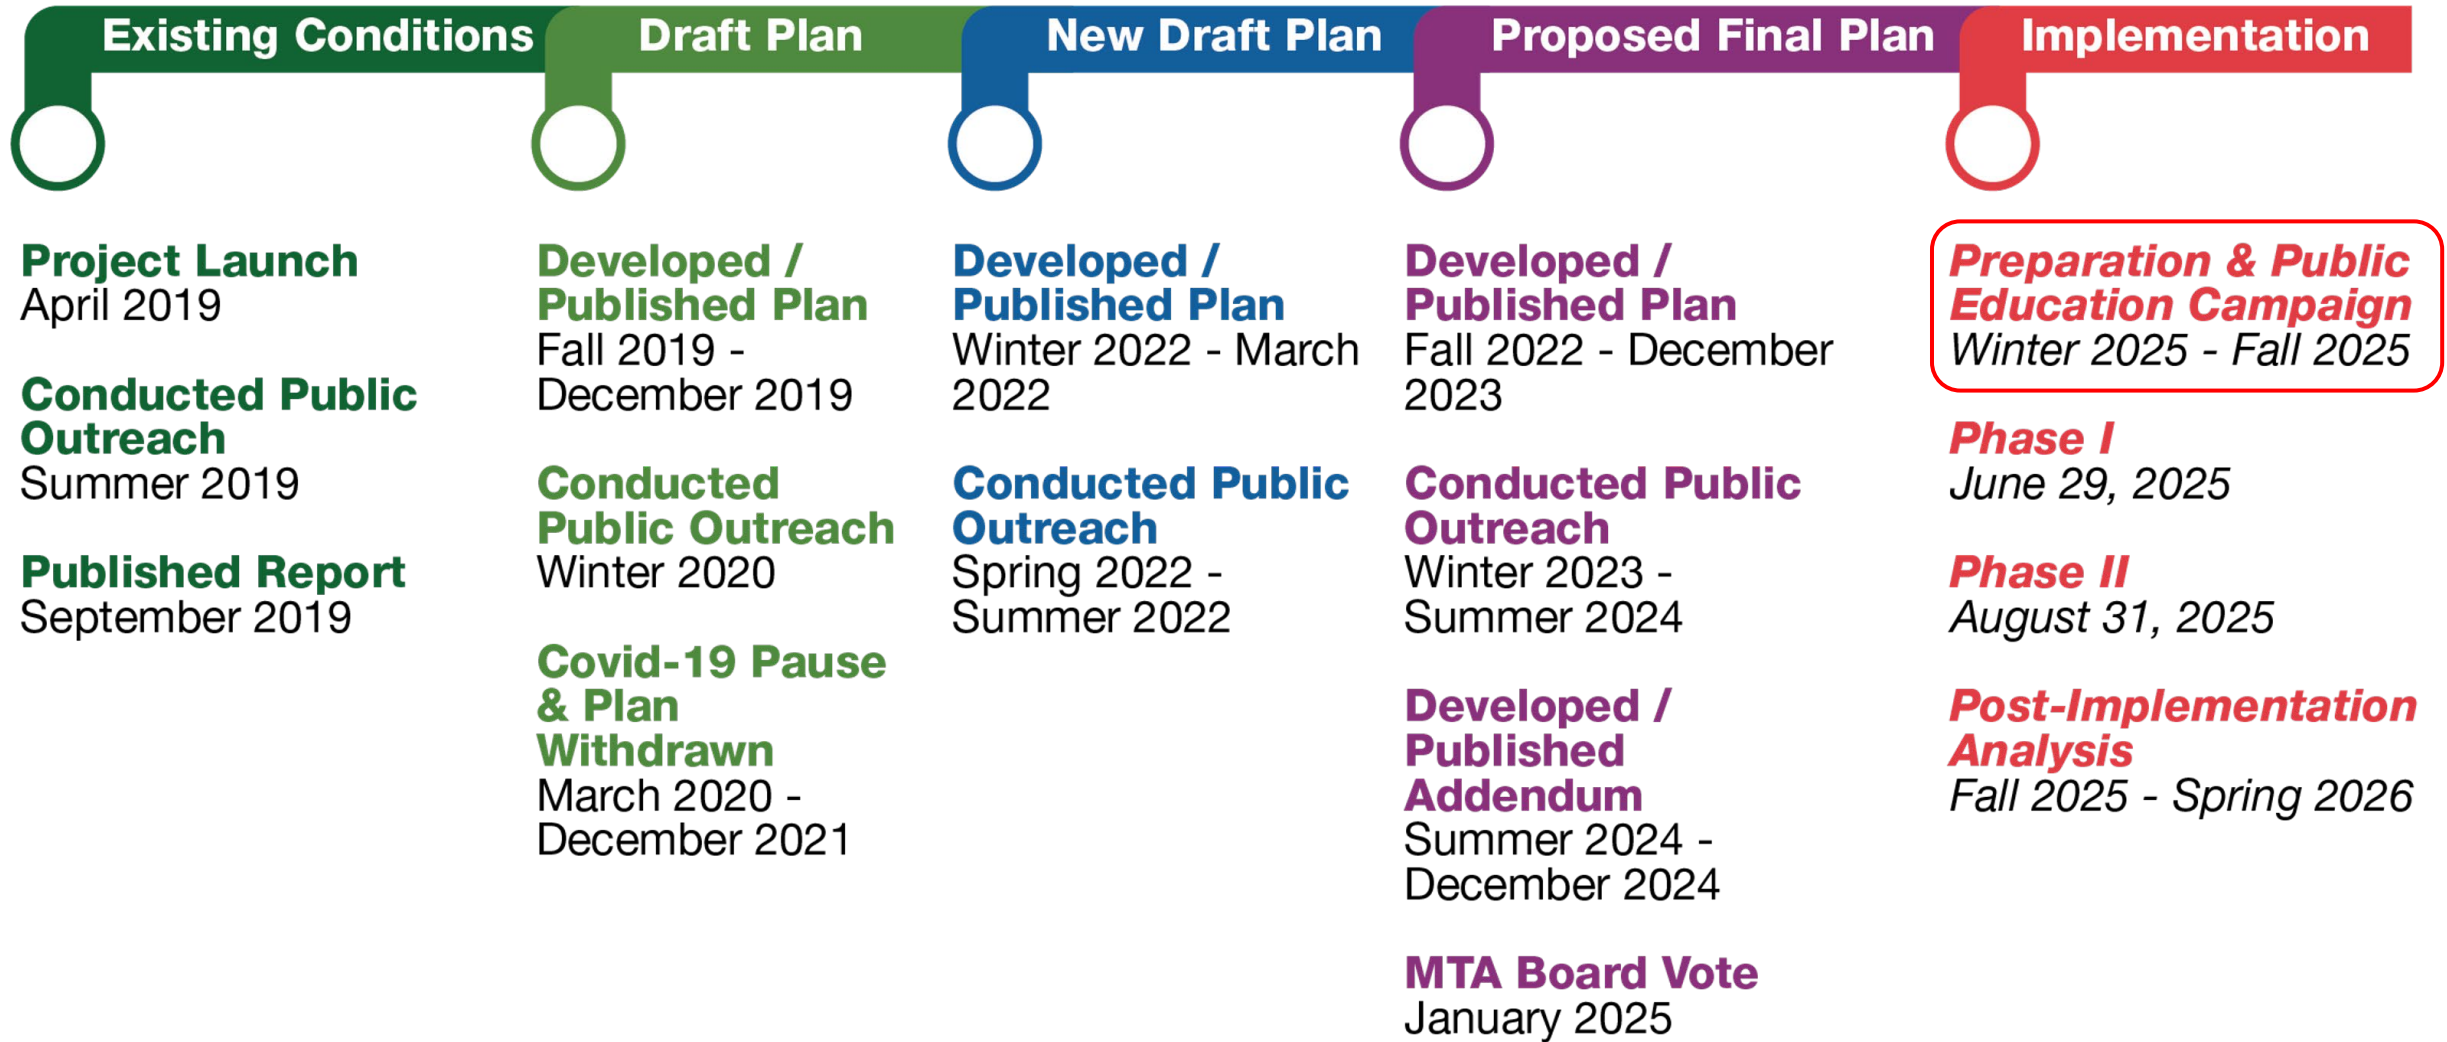 Existing Conditions
Draft Plan
New Draft Plan
Proposed Final Plan
Implementation
Project Launch
April 2019
Conducted Public
Outreach
Summer 2019
Published Report
September 2019
Developed /
Published Plan
Fall 2019 -
December 2019
Conducted
Public Outreach
Winter 2020
Covid-19 Pause
& Plan
Withdrawn
March 2020 -
December 2021
Developed /
Published Plan
Winter 2022 - March
2022
Conducted Public
Outreach
Spring 2022 -
Summer 2022
Developed /
Published Plan
Fall 2022 - December
2023
Conducted Public
Outreach
Winter 2023 -
Summer 2024
Developed /
Published
Addendum
Summer 2024 -
December 2024
MTA Board Vote
January 2025
Preparation & Public
Education Campaign
Winter 2025 - Fall 2025
Phase I
June 29, 2025
Phase II
August 31, 2025
Post-Implementation
Analysis
Fall 2025 - Spring 2026